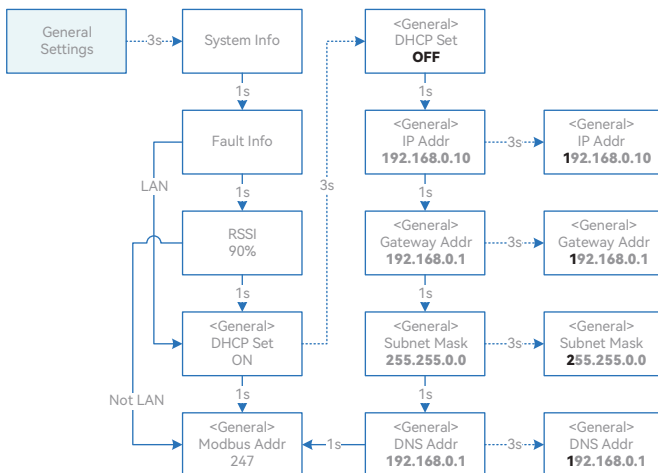 General
Settings
3s
System Info
1s
Fault Info
LAN
1s
RSSI
90%
1s
<General>
DHCP Set
ON
Not LAN
1s
<General>
Modbus Addr
247
3s
<General>
DHCP Set
OFF
1s
<General>
IP Addr
192.168.0.10
3s
<General>
IP Addr
192.168.0.10
1s
<General>
Gateway Addr
192.168.0.1
3s
<General>
Gateway Addr
192.168.0.1
1s
<General>
Subnet Mask
255.255.0.0
3s
<General>
Subnet Mask
255.255.0.0
1s
<General>
DNS Addr
192.168.0.1
1s
3s
<General>
DNS Addr
192.168.0.1